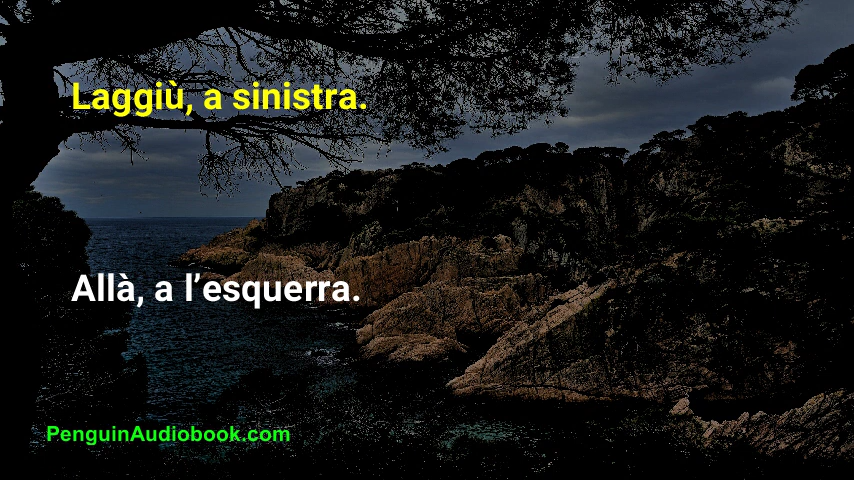 Laggiù, a sinistra.
Allà, a l’esquerra.
PenguinAudiobook.com